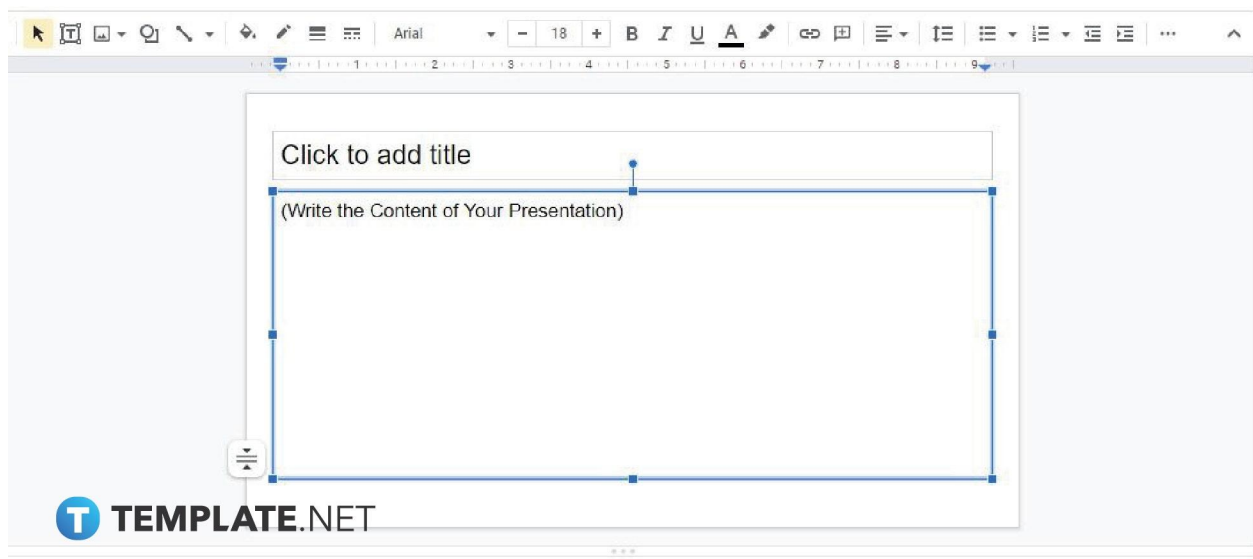 Arial - 18 + B I U A
1 2 3 4 5 6 7 8 9
Click to add title
(Write the Content of Your Presentation)
T TEMPLATE.NET